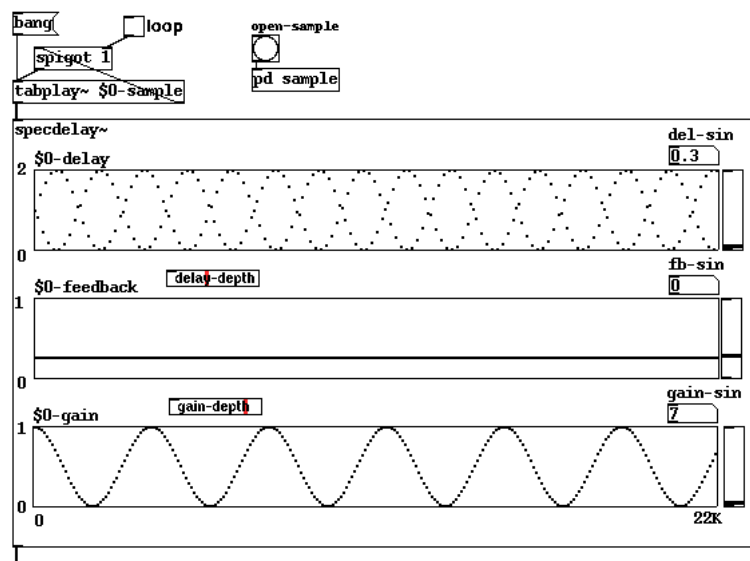 bang
loop
open-sample
spigot 1
pd sample
tabplay~ $0-sample
specdelay~
del-sin
$0-delay
0.3
2
0
fb-sin
delay-depth
$0-feedback
0
1
0
gain-sin
gain-depth
$0-gain
7
1
0
0
22K